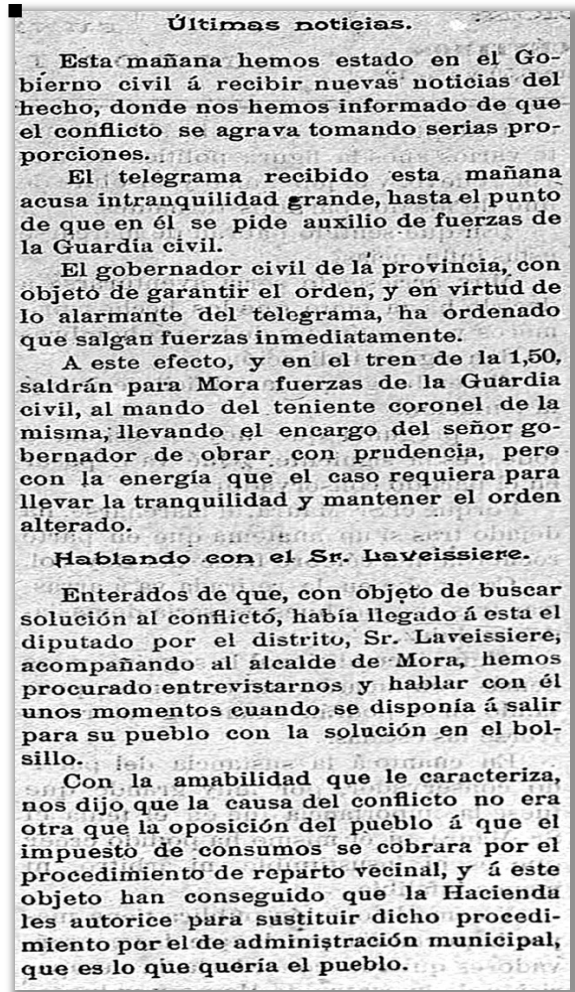 Últimas noticias.
Esta mañana hemos estado en el Go-
bierno civil á recibir nuevas noticias del
hecho, donde nos hemos informado de que
el conflicto se agrava tomando serias pro-
porciones.
El telegrama recibido esta mañana
acusa intranquilidad grande, hasta el punto
de que en él se pide auxilio de fuerzas de
la Guardia civil.
El gobernador civil de la provincia, con
objeto de garantir el orden, y en virtud de
lo alarmante del telegrama, ha ordenado
que salgan fuerzas inmediatamente.
A este efecto, y en el tren de la 1,50,
saldrán para Mora fuerzas de la Guardia
civil, al mando del teniente coronel de la
misma, llevando el encargo del señor go-
bernador de obrar con prudencia, pero
con la energía que el caso requiera para
llevar la tranquilidad y mantener el orden
alterado.
Hablando con el Sr. Laveissiere.
Enterados de que, con objeto de buscar
solución al conflicto, había llegado á esta el
diputado por el distrito, Sr. Laveissiere,
acompañando al alcalde de Mora, hemos
procurado entrevistarnos y hablar con él
unos momentos cuando se disponía á salir
para su pueblo con la solución en el bol-
sillo.
Con la amabilidad que le caracteriza,
nos dijo que la causa del conflicto no era
otra que la oposición del pueblo á que el
impuesto de consumos se cobrara por el
procedimiento de reparto vecinal, y á este
objeto han conseguido que la Hacienda
les autorice para sustituir dicho procedi-
miento por el de administración municipal,
que es lo que quería el pueblo.